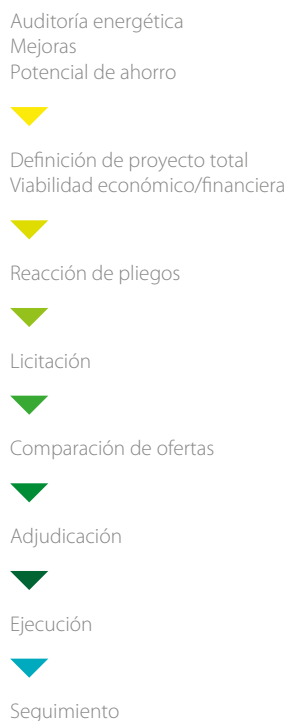 Auditoría energética
Mejoras
Potencial de ahorro
Definición de proyecto total
Viabilidad económico/financiera
Reacción de pliegos
Licitación
Comparación de ofertas
Adjudicación
Ejecución
Seguimiento